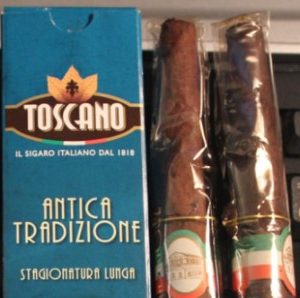 TOSCANO
IL SIGARO ITALIANO DAL 1818
ANTICA
TRADIZIONE
STAGIONATURA LUNGA